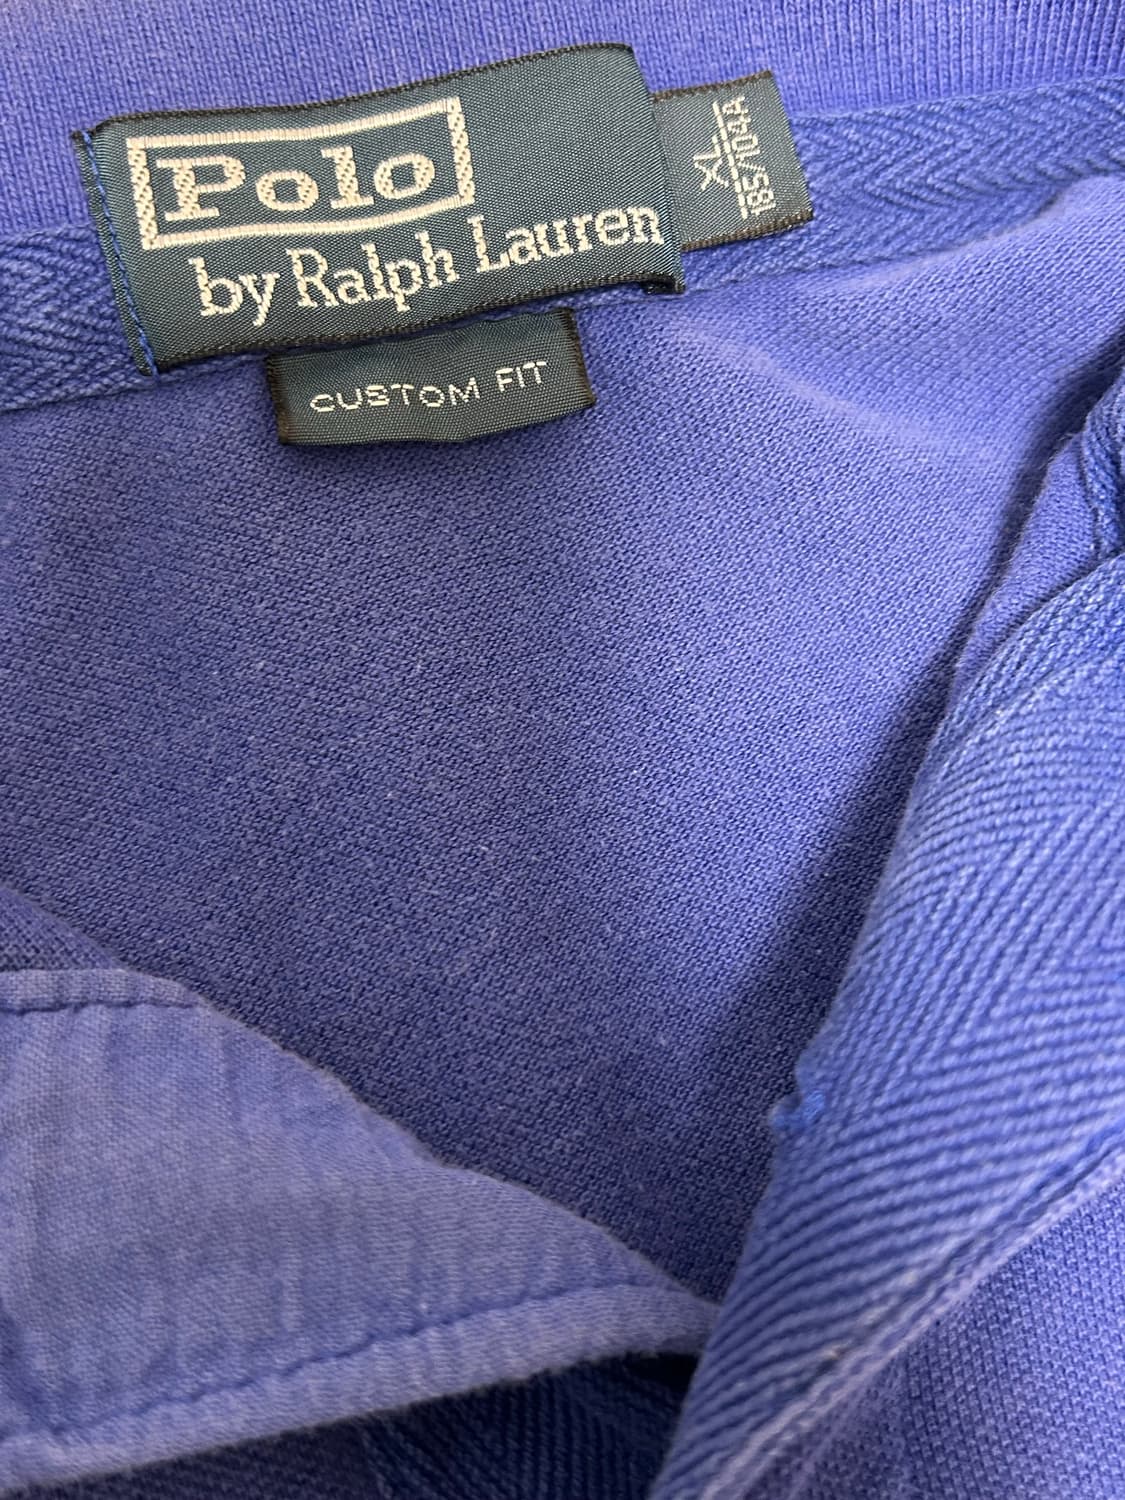 Polo
by Ralph Lauren
XL
185/104A
CUSTOM FIT